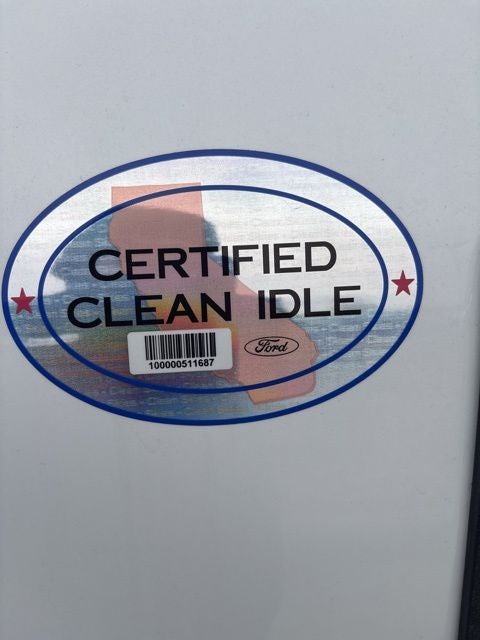 CERTIFIED
CLEAN IDLE
100000511687
Ford